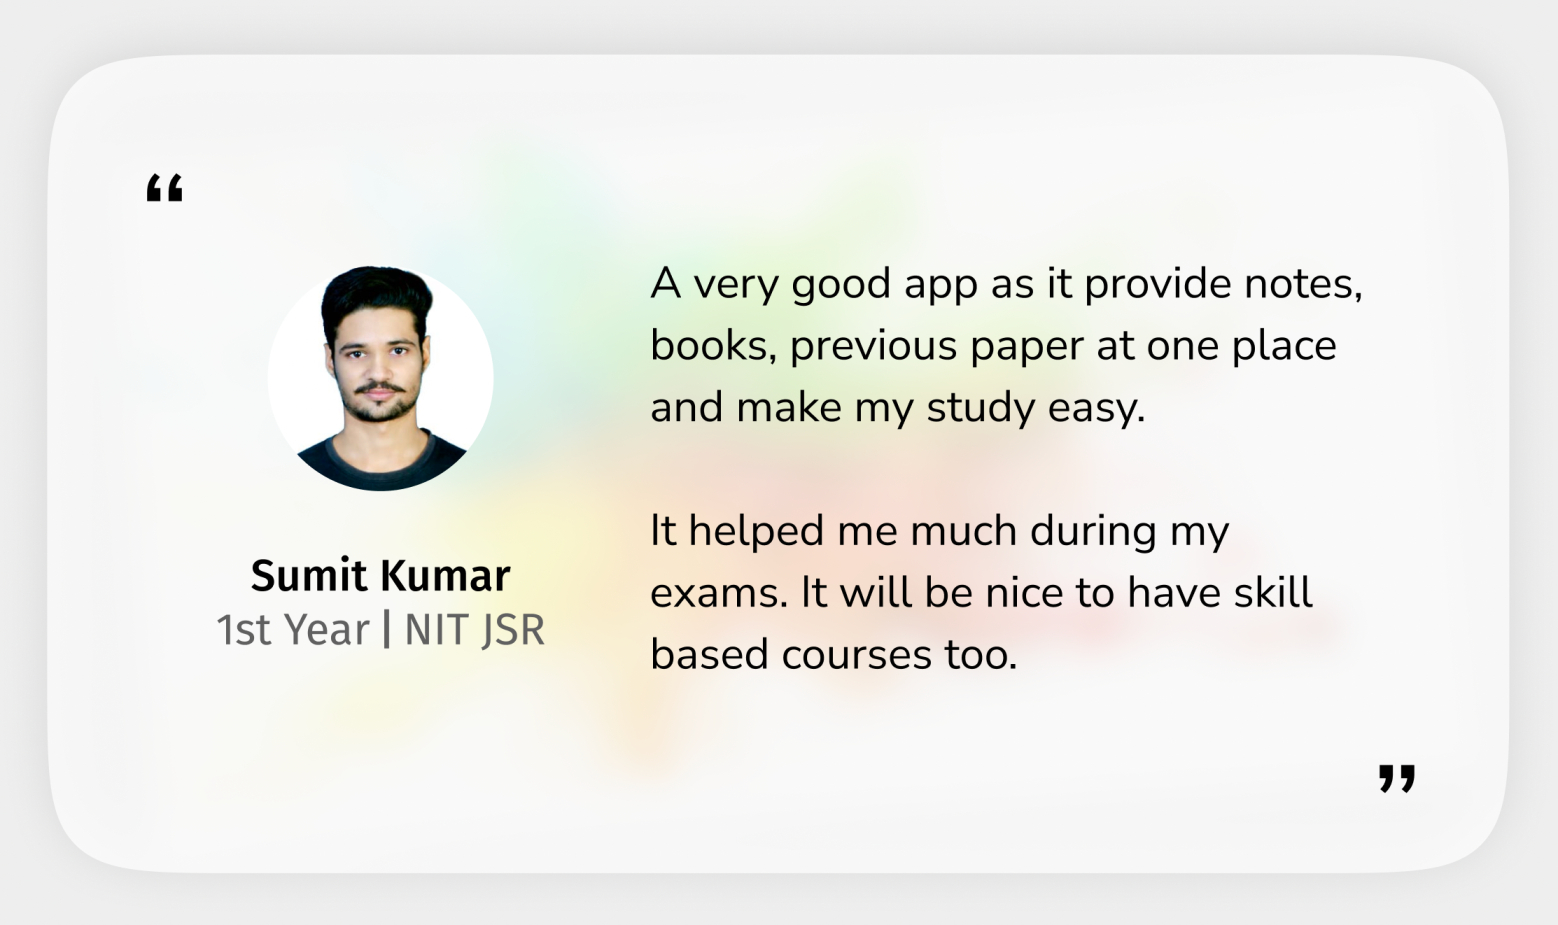 “
Sumit Kumar
1st Year | NIT JSR
A very good app as it provide notes,
books, previous paper at one place
and make my study easy.
It helped me much during my
exams. It will be nice to have skill
based courses too.
”